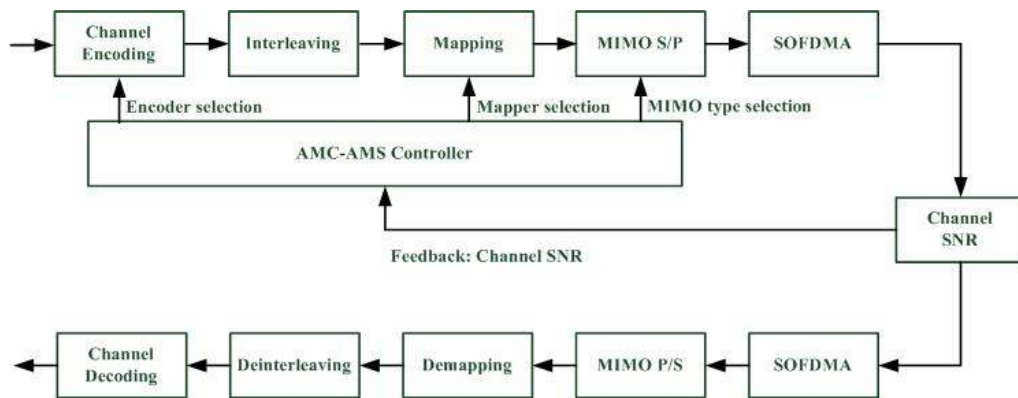 Channel
Encoding
Interleaving
Mapping
MIMO S/P
SOFDMA
Encoder selection
Mapper selection
MIMO type selection
AMC-AMS Controller
Channel
SNR
Feedback: Channel SNR
Channel
Decoding
Deinterleaving
Demapping
MIMO P/S
SOFDMA